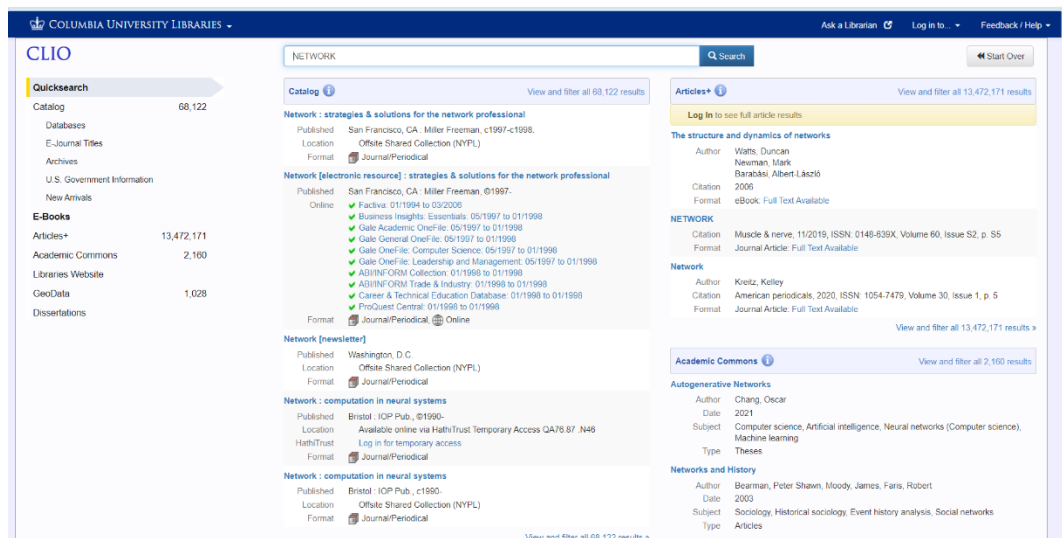 COLUMBIA UNIVERSITY LIBRARIES
Ask a Librarian
Log in to...
Feedback / Help
CLIO
NETWORK
Search
Start Over
Quicksearch
Catalog 68,122
Databases
E-Journal Titles
Archives
U.S. Government Information
New Arrivals
E-Books
Articles+ 13,472,171
Academic Commons 2,160
Libraries Website
GeoData 1,028
Dissertations
Catalog View and filter all 68,122 results
Network : strategies & solutions for the network professional
Published San Francisco, CA : Miller Freeman, c1997-c1998.
Location Offsite Shared Collection (NYPL)
Format Journal/Periodical
Network [electronic resource] : strategies & solutions for the network professional
Published San Francisco, CA : Miller Freeman, ©1997-
Online Factiva: 01/1994 to 03/2006
Business Insights: Essentials: 05/1997 to 01/1998
Gale Academic OneFile: 05/1997 to 01/1998
Gale General OneFile: 05/1997 to 01/1998
Gale OneFile: Computer Science: 05/1997 to 01/1998
Gale OneFile: Leadership and Management: 05/1997 to 01/1998
ABI/INFORM Collection: 01/1998 to 01/1998
ABI/INFORM Trade & Industry: 01/1998 to 01/1998
Career & Technical Education Database: 01/1998 to 01/1998
ProQuest Central: 01/1998 to 01/1998
Format Journal/Periodical, Online
Network [newsletter]
Published Washington, D.C.
Location Offsite Shared Collection (NYPL)
Format Journal/Periodical
Network : computation in neural systems
Published Bristol : IOP Pub., ©1990-
Location Available online via HathiTrust Temporary Access QA76.87 .N46
HathiTrust Log in for temporary access
Format Journal/Periodical
Network : computation in neural systems
Published Bristol : IOP Pub., c1990-
Location Offsite Shared Collection (NYPL)
Format Journal/Periodical
View and filter all 68,122 results »
Articles+ View and filter all 13,472,171 results
Log In to see full article results
The structure and dynamics of networks
Author Watts, Duncan
Newman, Mark
Barabási, Albert-László
Citation 2006
Format eBook: Full Text Available
NETWORK
Citation Muscle & nerve, 11/2019, ISSN: 0148-639X, Volume 60, Issue S2, p. S5
Format Journal Article: Full Text Available
Network
Author Kreitz, Kelley
Citation American periodicals, 2020, ISSN: 1054-7479, Volume 30, Issue 1, p. 5
Format Journal Article: Full Text Available
View and filter all 13,472,171 results »
Academic Commons View and filter all 2,160 results
Autogenerative Networks
Author Chang, Oscar
Date 2021
Subject Computer science, Artificial intelligence, Neural networks (Computer science),
Machine learning
Type Theses
Networks and History
Author Bearman, Peter Shawn, Moody, James, Faris, Robert
Date 2003
Subject Sociology, Historical sociology, Event history analysis, Social networks
Type Articles